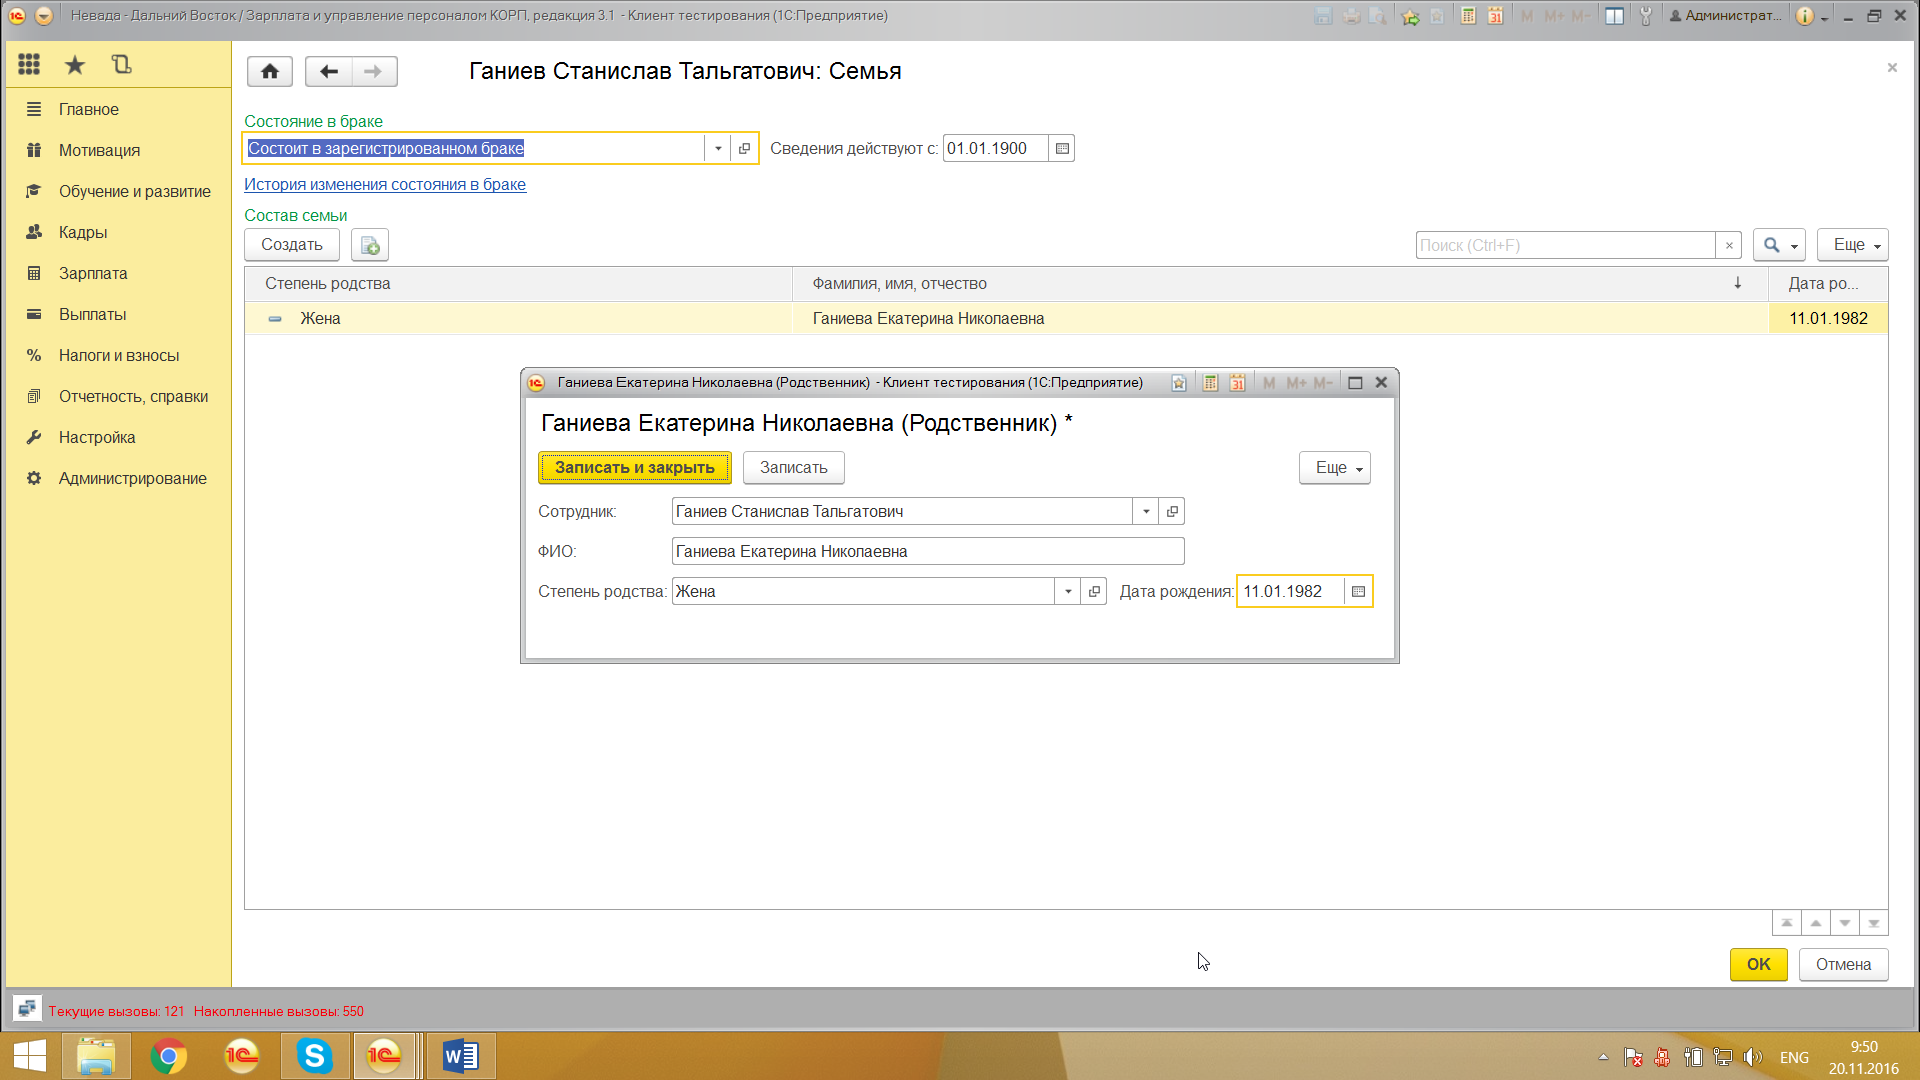 Невада - Дальний Восток / Зарплата и управление персоналом КОРП, редакция 3.1 - Клиент тестирования (1С:Предприятие)
M M+ M- Администрат...
Ганиев Станислав Тальгатович: Семья
Главное
Мотивация
Обучение и развитие
Кадры
Зарплата
Выплаты
Налоги и взносы
Отчетность, справки
Настройка
Администрирование
Состояние в браке
Состоит в зарегистрированном браке
Сведения действуют с: 01.01.1900
История изменения состояния в браке
Состав семьи
Создать
Поиск (Ctrl+F) × Еще
Степень родства Фамилия, имя, отчество Дата ро...
Жена Ганиева Екатерина Николаевна 11.01.1982
Ганиева Екатерина Николаевна (Родственник) - Клиент тестирования (1С:Предприятие) 31 M M+ M-
Ганиева Екатерина Николаевна (Родственник) *
Записать и закрыть Записать Еще
Сотрудник: Ганиев Станислав Тальгатович
ФИО: Ганиева Екатерина Николаевна
Степень родства: Жена Дата рождения: 11.01.1982
OK Отмена
Текущие вызовы: 121 Накопленные вызовы: 550
ENG
9:50
20.11.2016